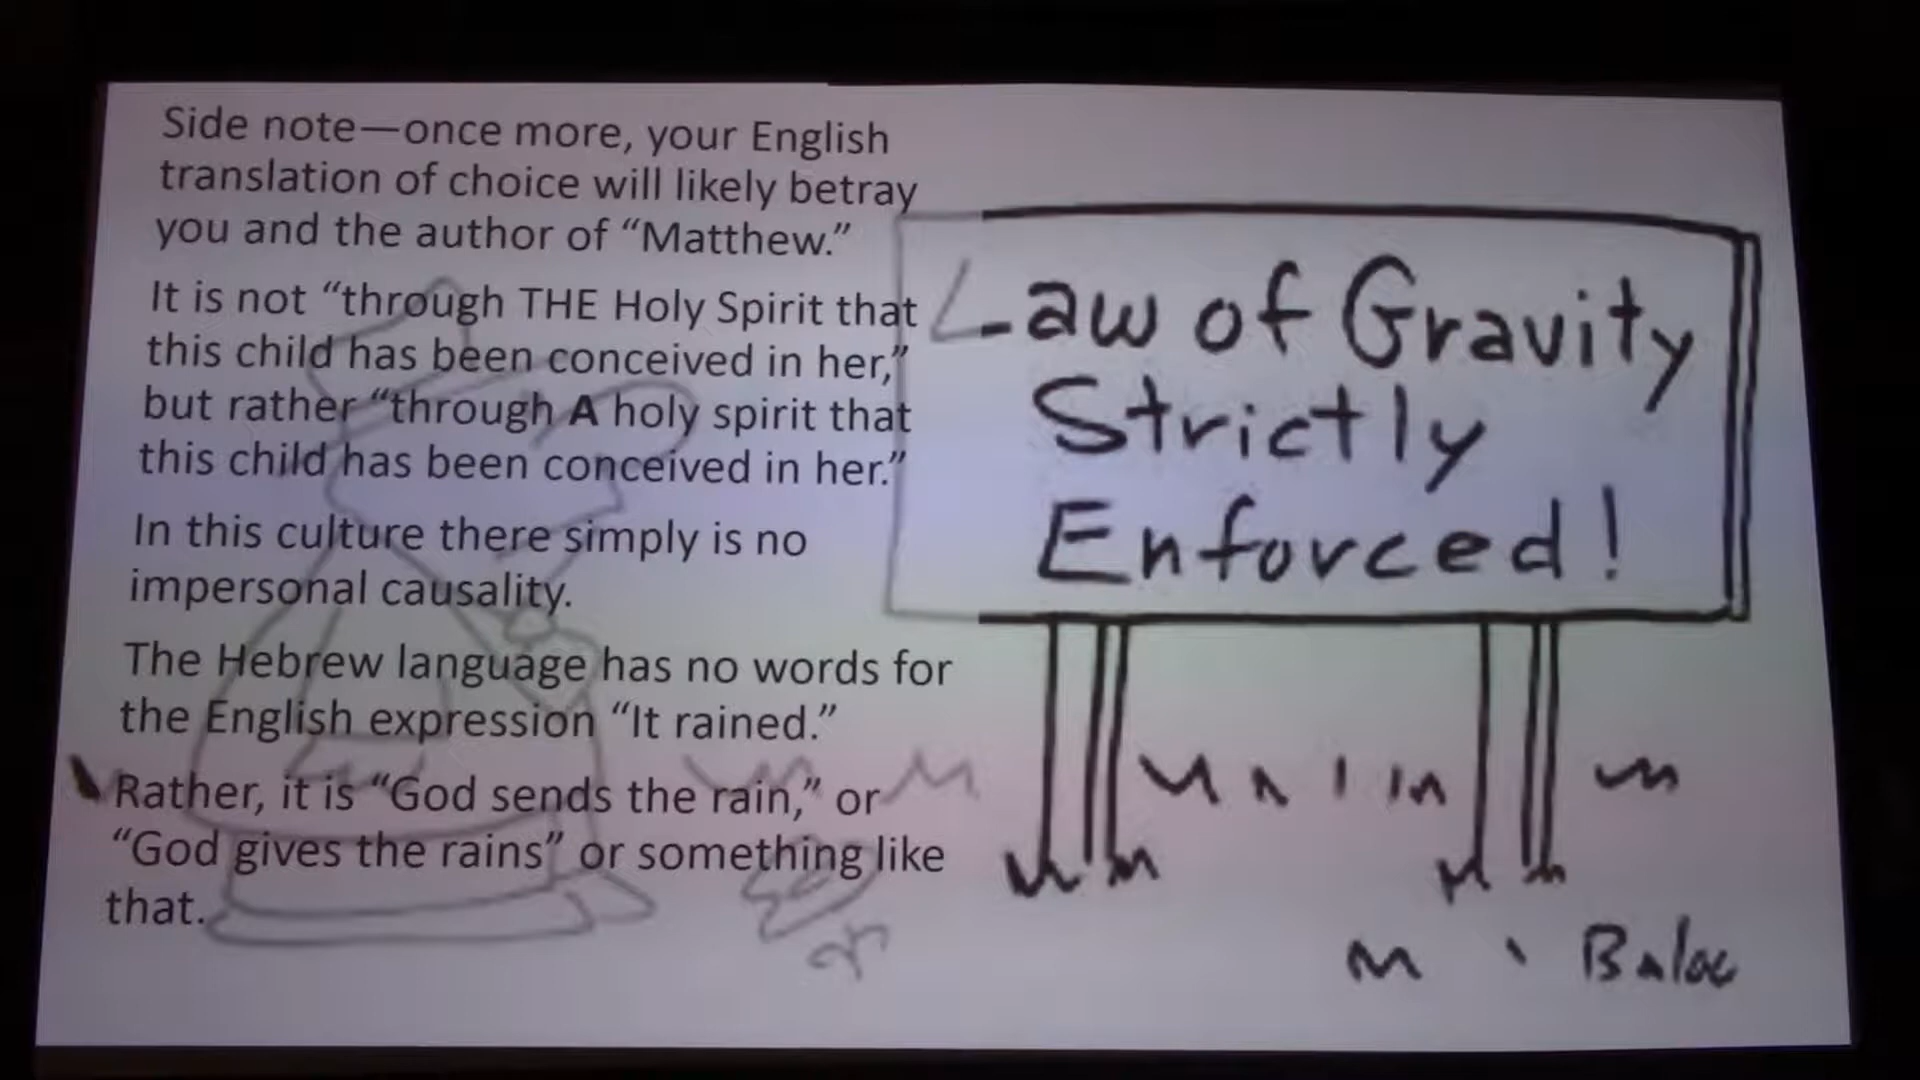 Side note—once more, your English
translation of choice will likely betray
you and the author of “Matthew.”
It is not “through THE Holy Spirit that
this child has been conceived in her,”
but rather “through A holy spirit that
this child has been conceived in her.”
In this culture there simply is no
impersonal causality.
The Hebrew language has no words for
the English expression “It rained.”
Rather, it is “God sends the rain,” or
“God gives the rains” or something like
that.
Law of Gravity
Strictly
Enforced!